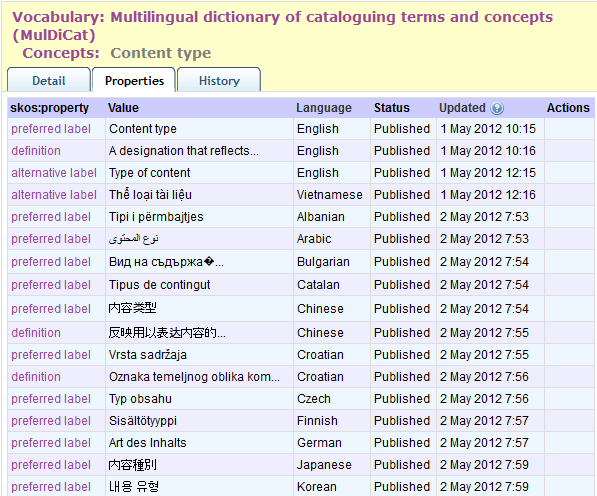 Vocabulary: Multilingual dictionary of cataloguing terms and concepts
(MulDiCat)
Concepts: Content type
Detail Properties History
skos:property Value Language Status Updated Actions
preferred label Content type English Published 1 May 2012 10:15
definition A designation that reflects... English Published 1 May 2012 10:16
alternative label Type of content English Published 1 May 2012 12:15
alternative label Thể loại tài liệu Vietnamese Published 1 May 2012 12:16
preferred label Tipi i përmbajtjes Albanian Published 2 May 2012 7:53
preferred label نوع المحتوى Arabic Published 2 May 2012 7:53
preferred label Вид на съдържа�... Bulgarian Published 2 May 2012 7:54
preferred label Tipus de contingut Catalan Published 2 May 2012 7:54
preferred label 内容类型 Chinese Published 2 May 2012 7:54
definition 反映用以表达内容的... Chinese Published 2 May 2012 7:55
preferred label Vrsta sadržaja Croatian Published 2 May 2012 7:55
definition Oznaka temeljnog oblika kom... Croatian Published 2 May 2012 7:56
preferred label Typ obsahu Czech Published 2 May 2012 7:56
preferred label Sisältötyyppi Finnish Published 2 May 2012 7:57
preferred label Art des Inhalts German Published 2 May 2012 7:57
preferred label 内容種別 Japanese Published 2 May 2012 7:59
preferred label 내용 유형 Korean Published 2 May 2012 7:59